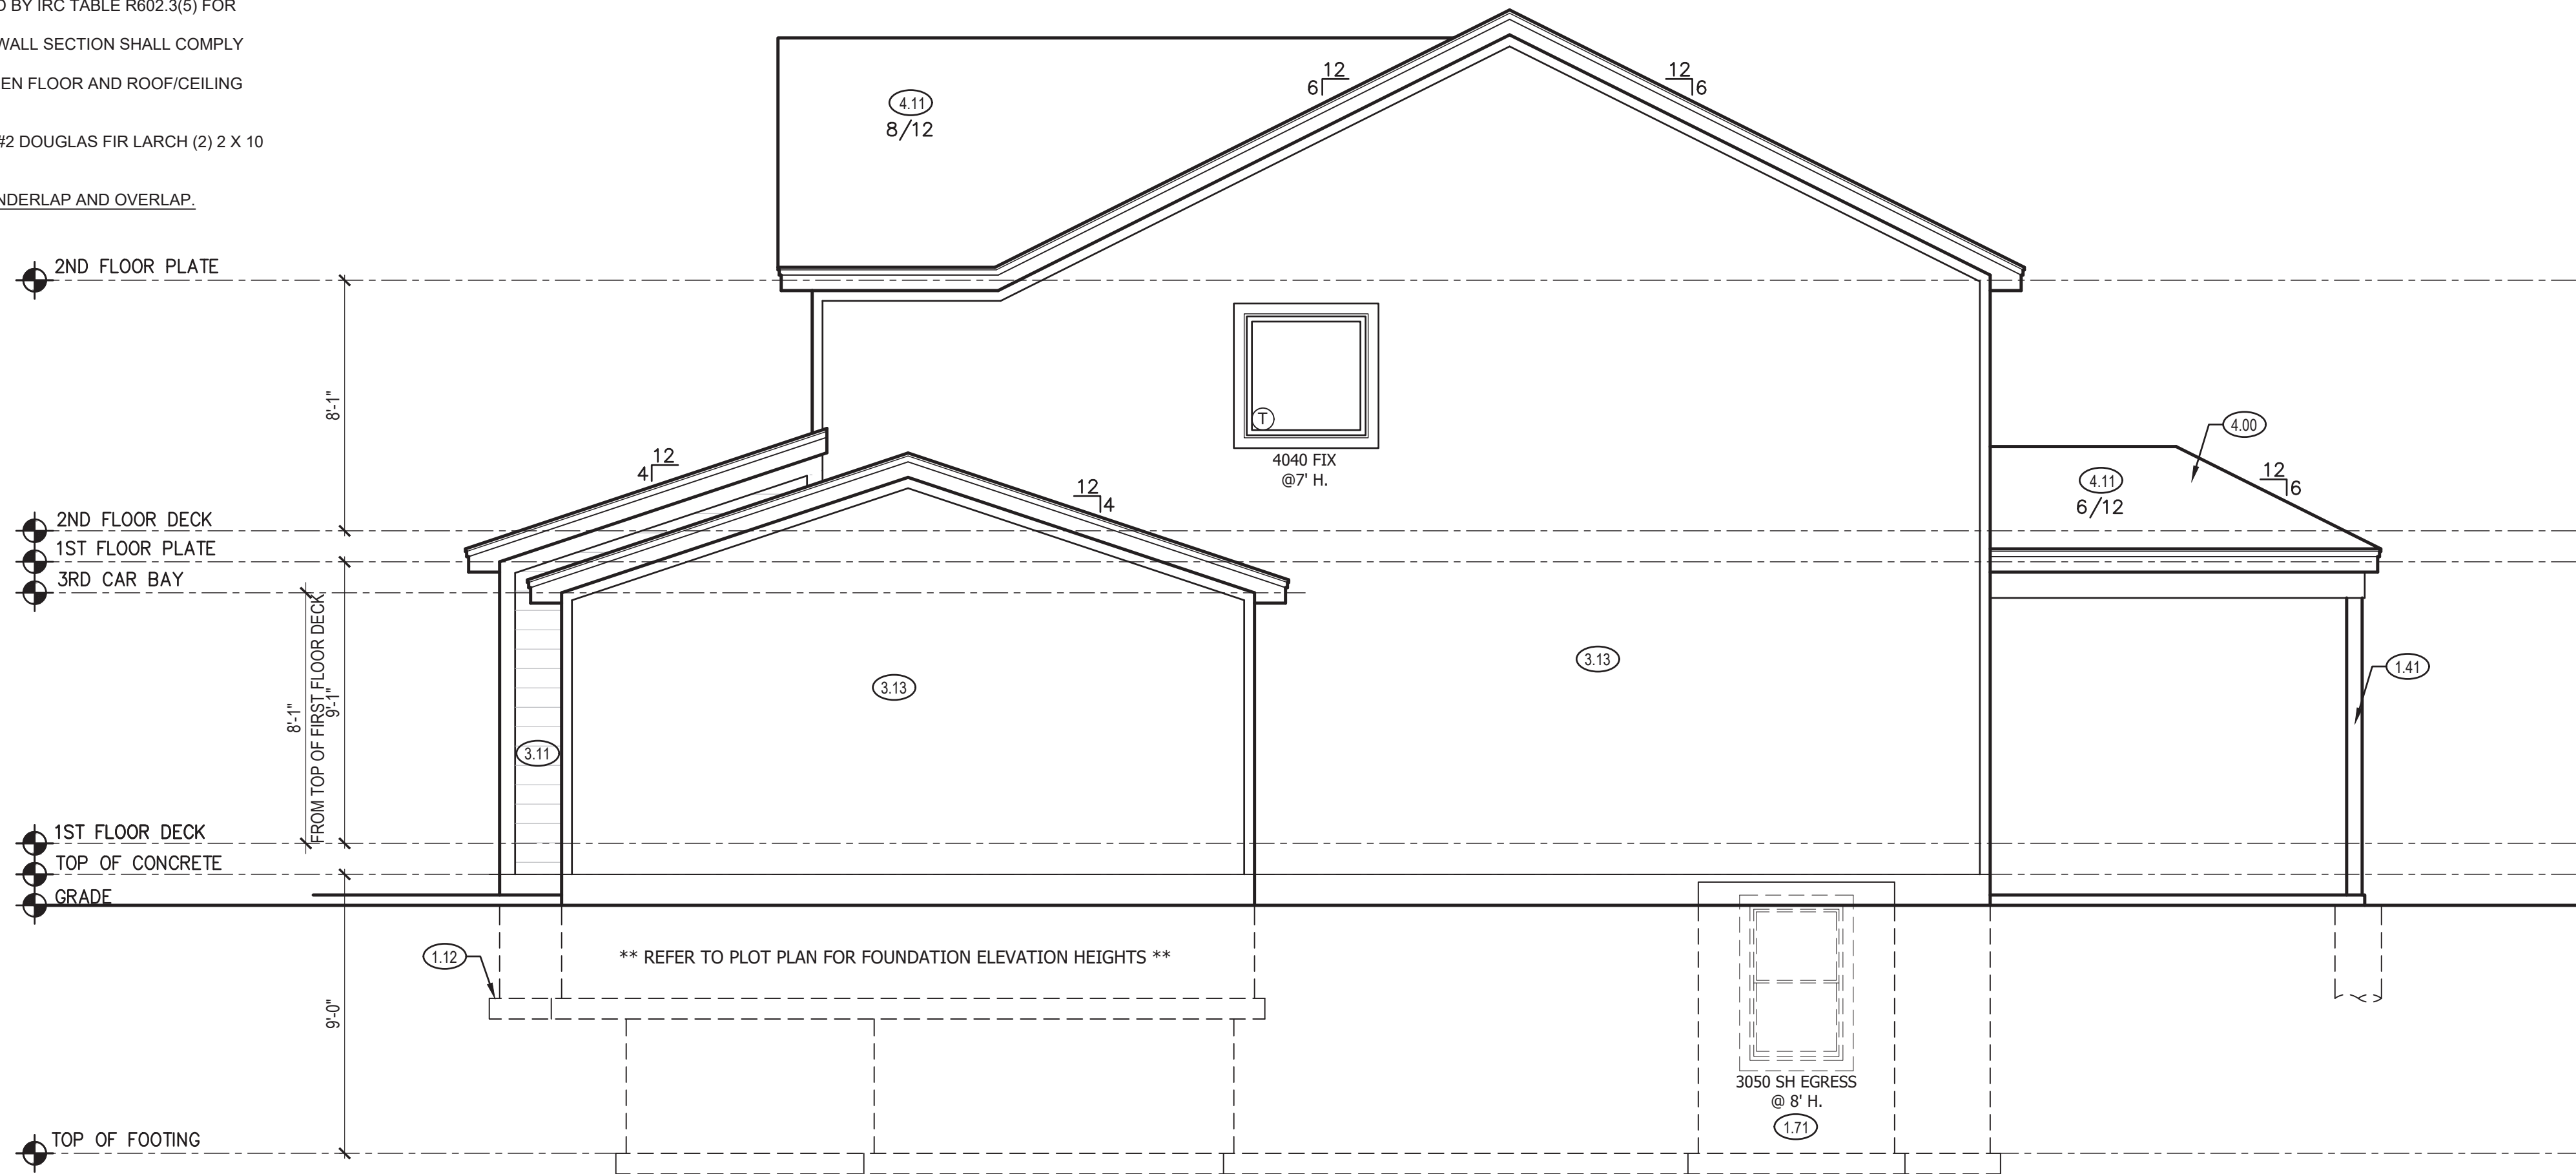 D BY IRC TABLE R602.3(5) FOR
WALL SECTION SHALL COMPLY
EN FLOOR AND ROOF/CEILING
#2 DOUGLAS FIR LARCH (2) 2 X 10
NDERLAP AND OVERLAP.
12
6
12
6
4.11
8/12
2ND FLOOR PLATE
8'-1"
4040 FIX
@7' H.
T
12
4
12
4
4.00
4.11
6/12
12
6
2ND FLOOR DECK
1ST FLOOR PLATE
3RD CAR BAY
8'-1"
FROM TOP OF FIRST FLOOR DECK
9'-1"
3.13
3.13
1.41
3.11
1ST FLOOR DECK
TOP OF CONCRETE
GRADE
1.12
** REFER TO PLOT PLAN FOR FOUNDATION ELEVATION HEIGHTS **
9'-0"
3050 SH EGRESS
@ 8' H.
1.71
TOP OF FOOTING